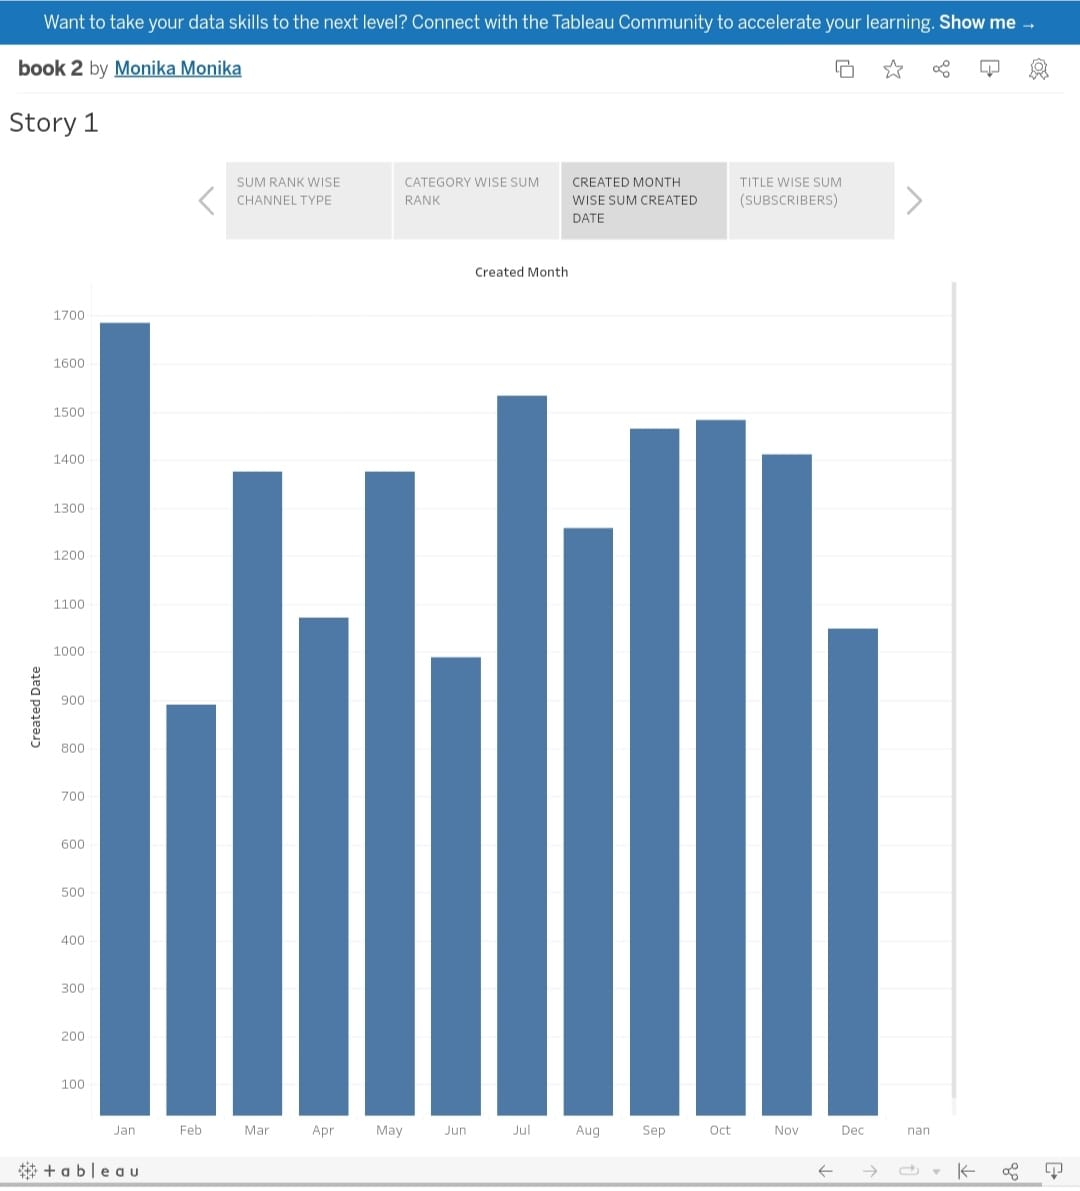 Want to take your data skills to the next level? Connect with the Tableau Community to accelerate your learning. Show me →
book 2 by Monika Monika
Story 1
SUM RANK WISE
CHANNEL TYPE
CATEGORY WISE SUM
RANK
CREATED MONTH
WISE SUM CREATED
DATE
TITLE WISE SUM
(SUBSCRIBERS)
Created Month
1700
1600
1500
1400
1300
1200
1100
1000
900
800
700
600
500
400
300
200
100
Created Date
Jan Feb Mar Apr May Jun Jul Aug Sep Oct Nov Dec nan
+ a b | e a u